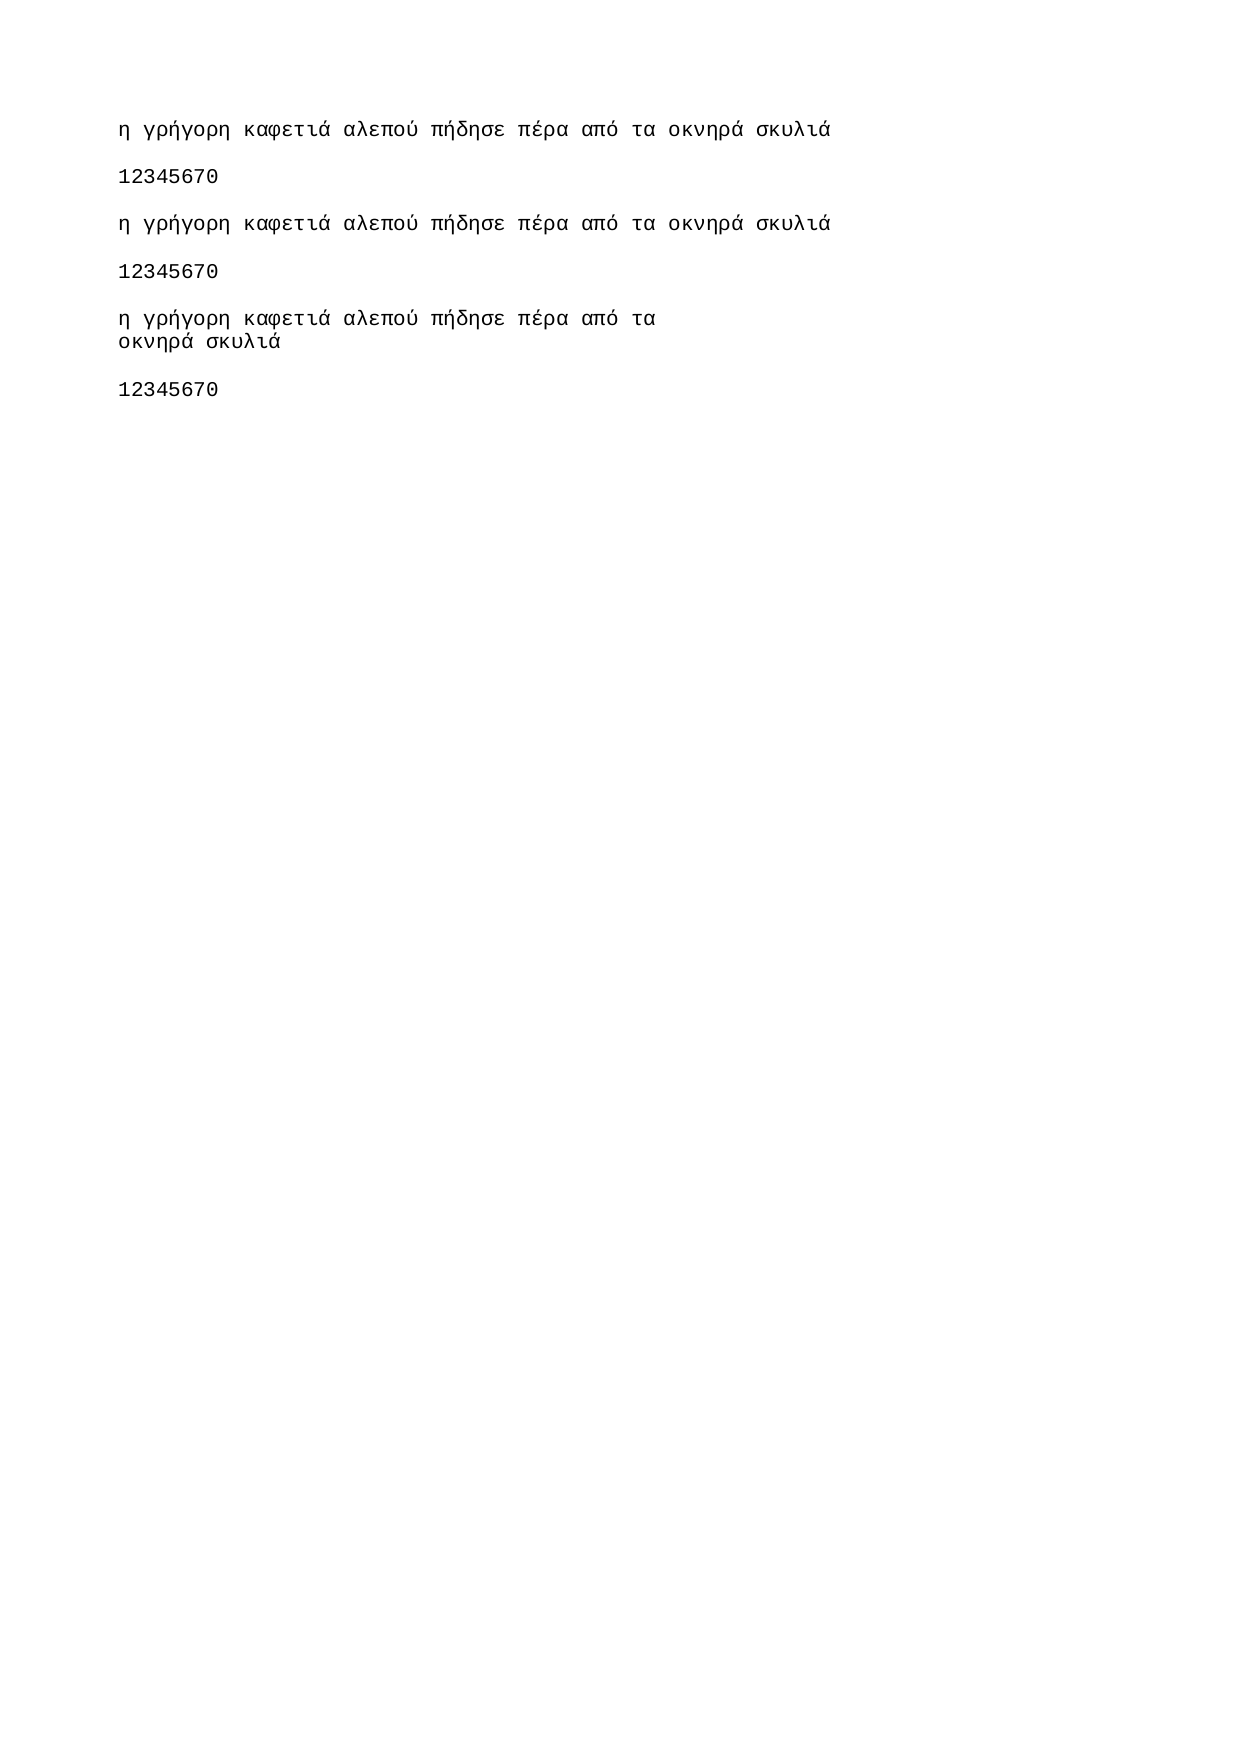 η γρήγορη καφετιά αλεπού πήδησε πέρα από τα οκνηρά σκυλιά
12345670
η γρήγορη καφετιά αλεπού πήδησε πέρα από τα οκνηρά σκυλιά
12345670
η γρήγορη καφετιά αλεπού πήδησε πέρα από τα
οκνηρά σκυλιά
12345670